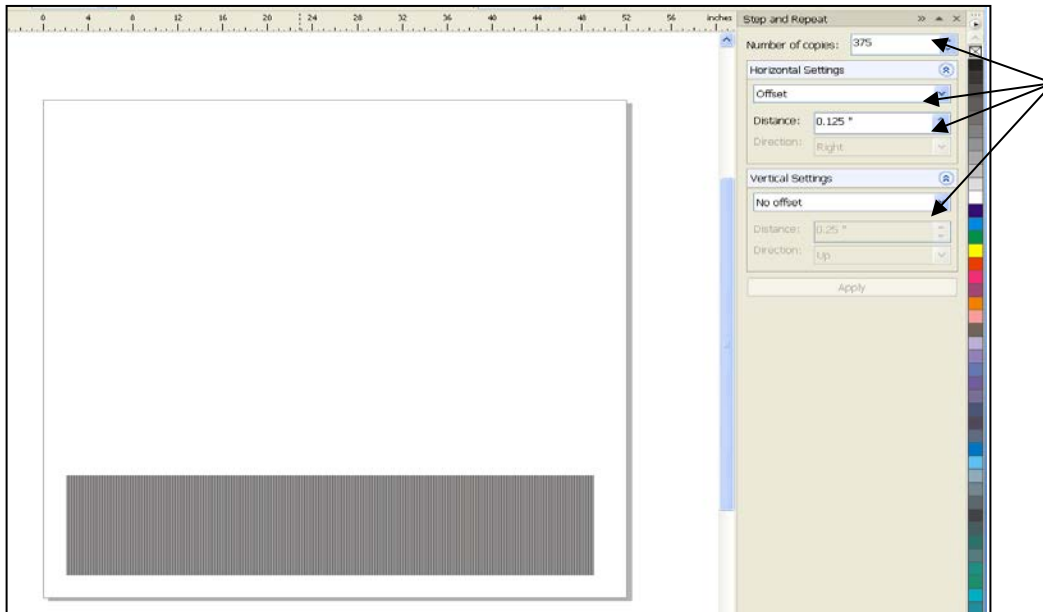 0 4 8 12 16 20 24 28 32 36 40 44 48 52 56 inches
Step and Repeat
Number of copies: 375
Horizontal Settings
Offset
Distance: 0.125 "
Direction: Right
Vertical Settings
No offset
Distance: 0.25 "
Direction: Up
Apply